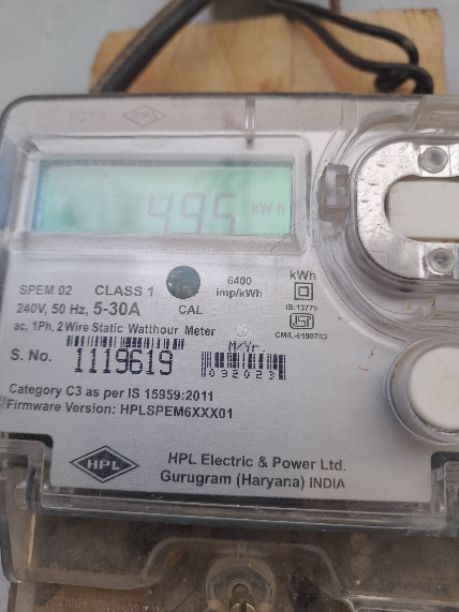 HPL
495 kWh
SPEM 02 CLASS 1
240V, 50 Hz, 5-30A
CAL
6400
imp/kWh
kWh
IS:13779
ac, 1Ph, 2 Wire Static Watthour Meter
S. No. 1119619
M/Yr.
092023
Category C3 as per IS 15959:2011
Firmware Version: HPLSPEM6XXX01
HPL
HPL Electric & Power Ltd.
Gurugram (Haryana) INDIA